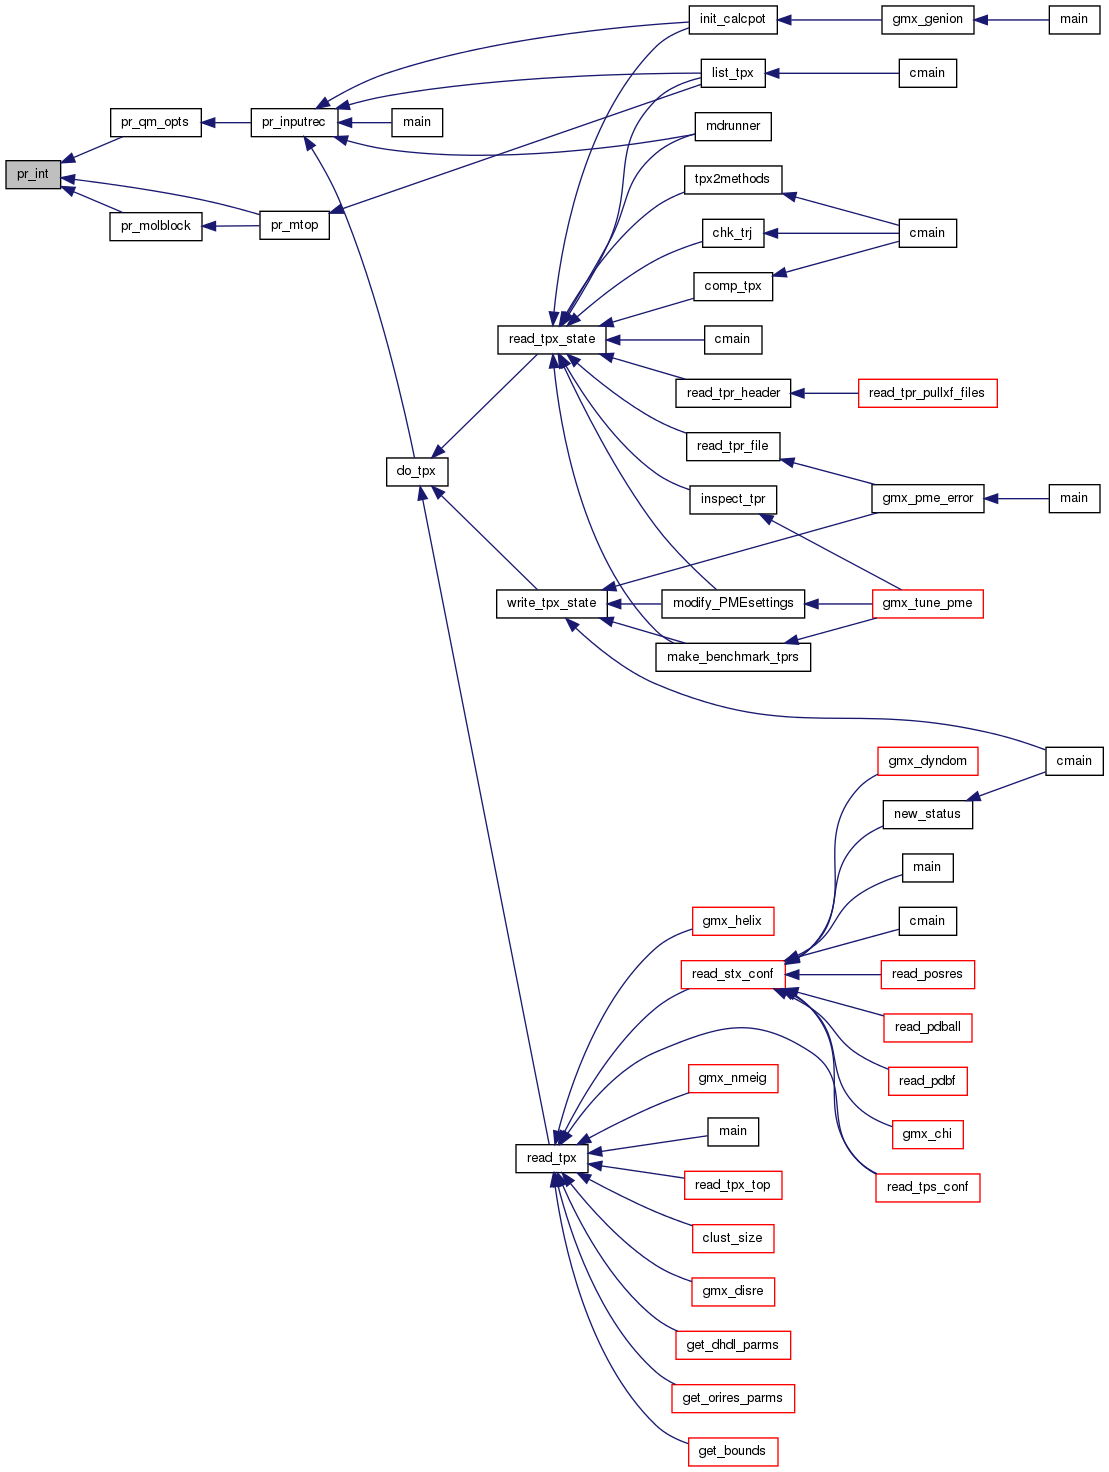 init_calcpot
gmx_genion
main
list_tpx
cmain
pr_qm_opts
pr_inputrec
main
mdrunner
pr_int
tpx2methods
pr_molblock
pr_mtop
chk_trj
cmain
comp_tpx
read_tpx_state
cmain
read_tpr_header
read_tpr_pullxf_files
read_tpr_file
do_tpx
inspect_tpr
gmx_pme_error
main
write_tpx_state
modify_PMEsettings
gmx_tune_pme
make_benchmark_tprs
gmx_dyndom
cmain
new_status
main
gmx_helix
cmain
read_stx_conf
read_posres
read_pdball
gmx_nmeig
read_pdbf
main
gmx_chi
read_tpx
read_tpx_top
read_tps_conf
clust_size
gmx_disre
get_dhdl_parms
get_orires_parms
get_bounds